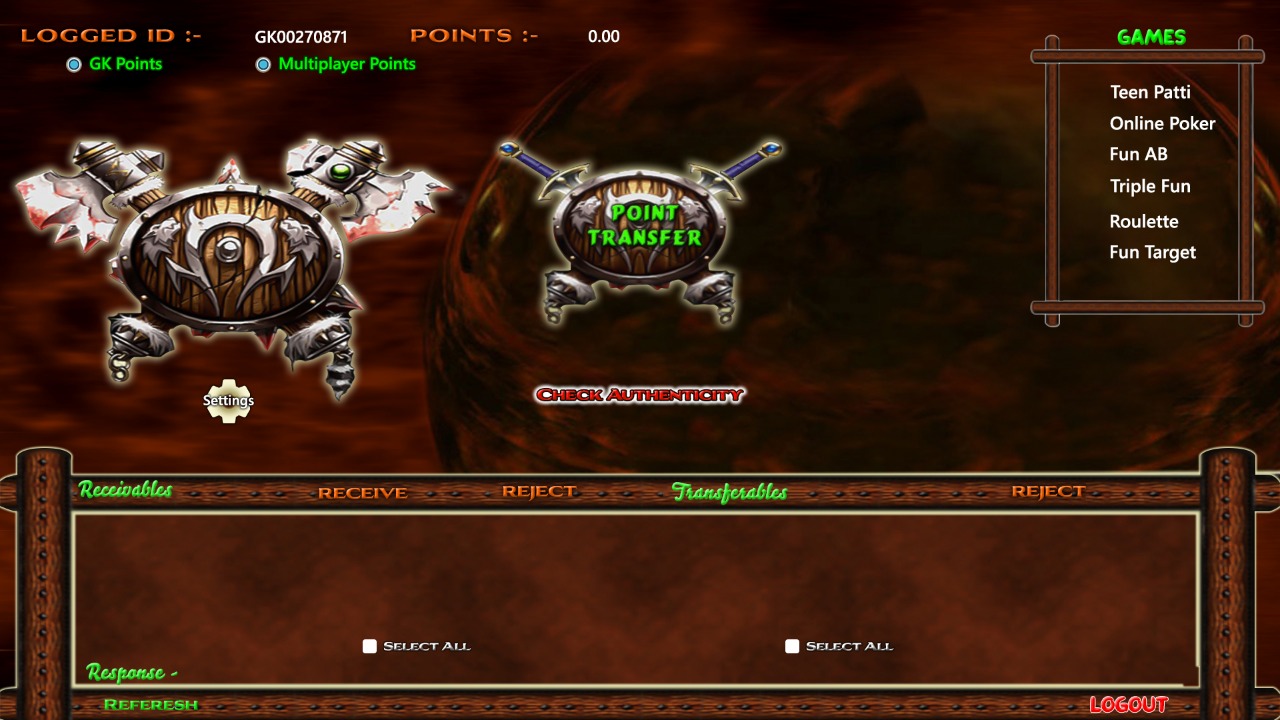 LOGGED ID :- GK00270871 POINTS :- 0.00
GK Points Multiplayer Points
GAMES
Teen Patti
Online Poker
Fun AB
Triple Fun
Roulette
Fun Target
POINT
TRANSFER
CHECK AUTHENTICITY
Settings
Receivables RECEIVE REJECT Transferables REJECT
SELECT ALL SELECT ALL
Response -
REFERESH LOGOUT